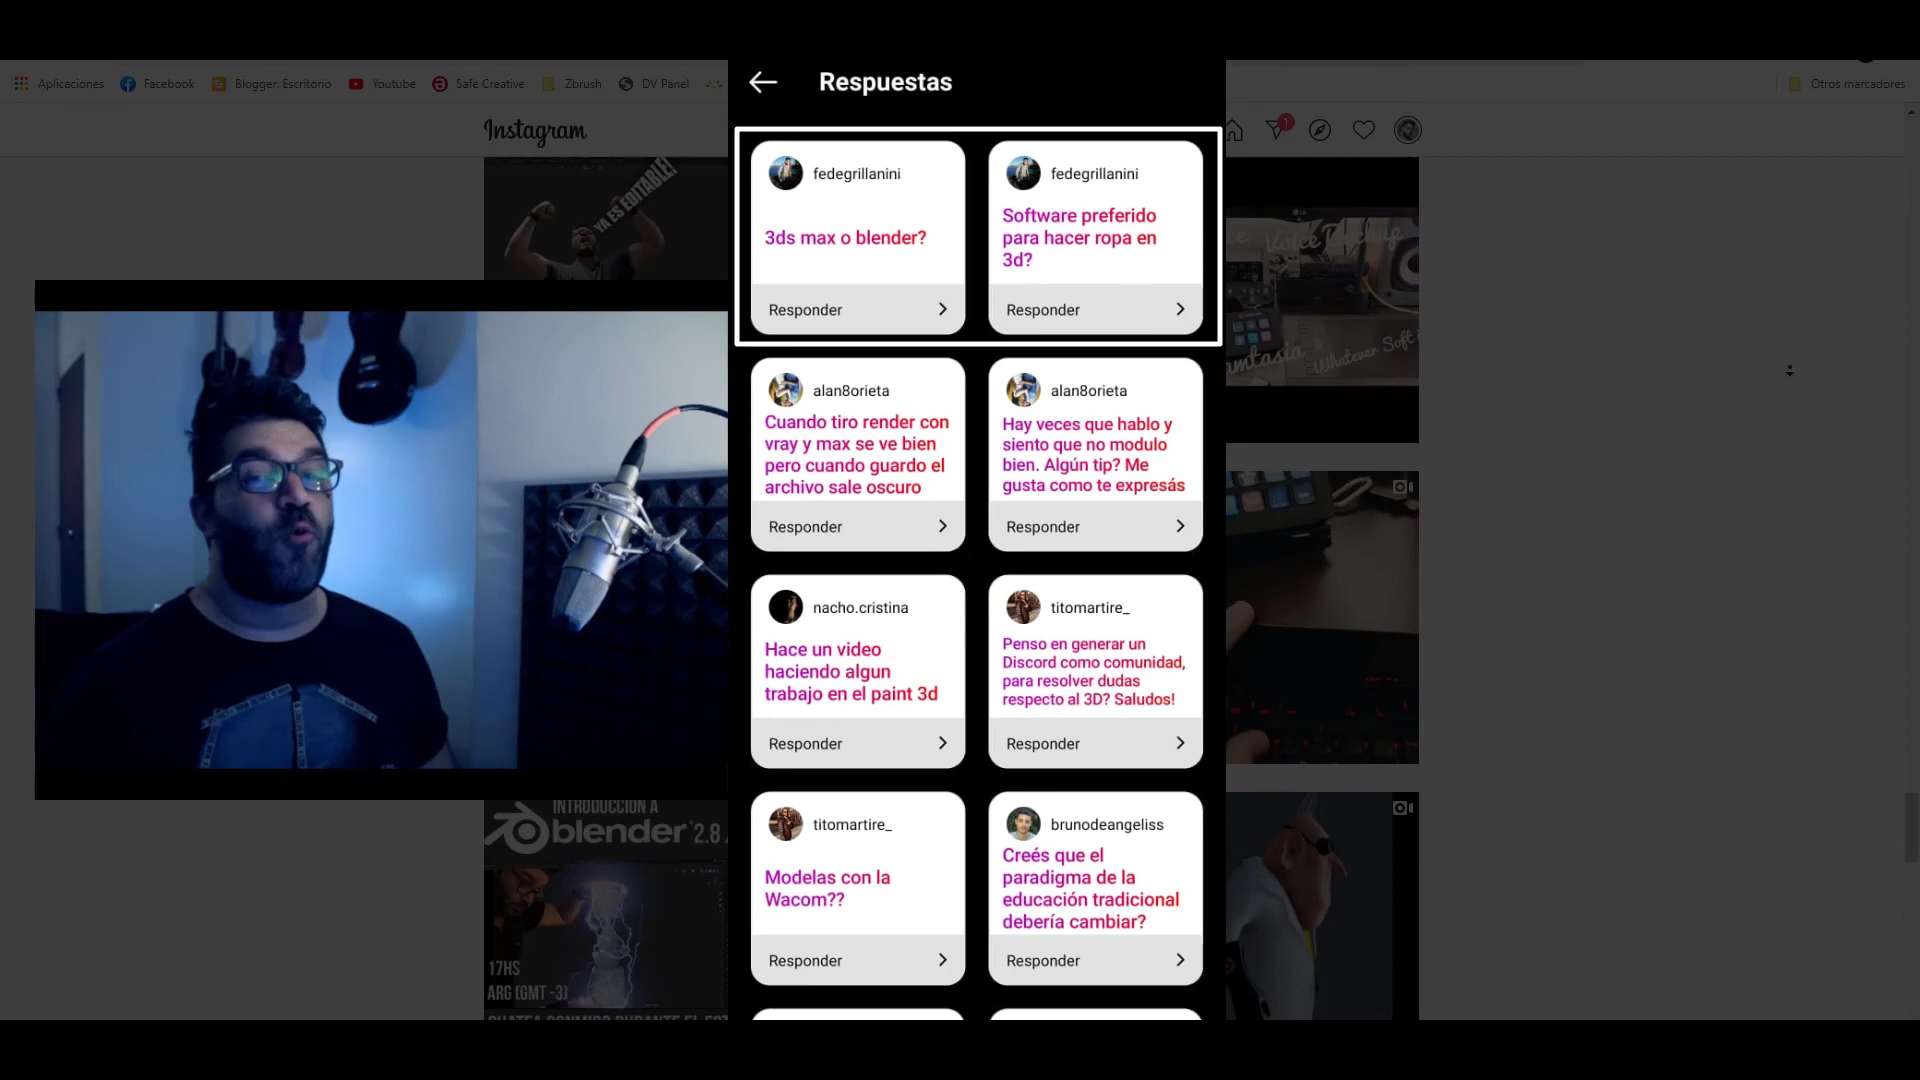 Aplicaciones
Facebook
Blogger: Escritorio
Youtube
Safe Creative
Zbrush
DV Panel
Otros marcadores
Instagram
1
YA ES EDITABLE!
Respuestas
fedegrillanini
3ds max o blender?
Responder
fedegrillanini
Software preferido
para hacer ropa en
3d?
Responder
alan8orieta
Cuando tiro render con
vray y max se ve bien
pero cuando guardo el
archivo sale oscuro
Responder
alan8orieta
Hay veces que hablo y
siento que no modulo
bien. Algún tip? Me
gusta como te expresás
Responder
nacho.cristina
Hace un video
haciendo algun
trabajo en el paint 3d
Responder
titomartire_
Penso en generar un
Discord como comunidad,
para resolver dudas
respecto al 3D? Saludos!
Responder
titomartire_
Modelas con la
Wacom??
Responder
brunodeangeliss
Creés que el
paradigma de la
educación tradicional
debería cambiar?
Responder
LG
Voice
Whatever Soft
INTRODUCCION A
blender 2.8
17HS
ARG (GMT -3)